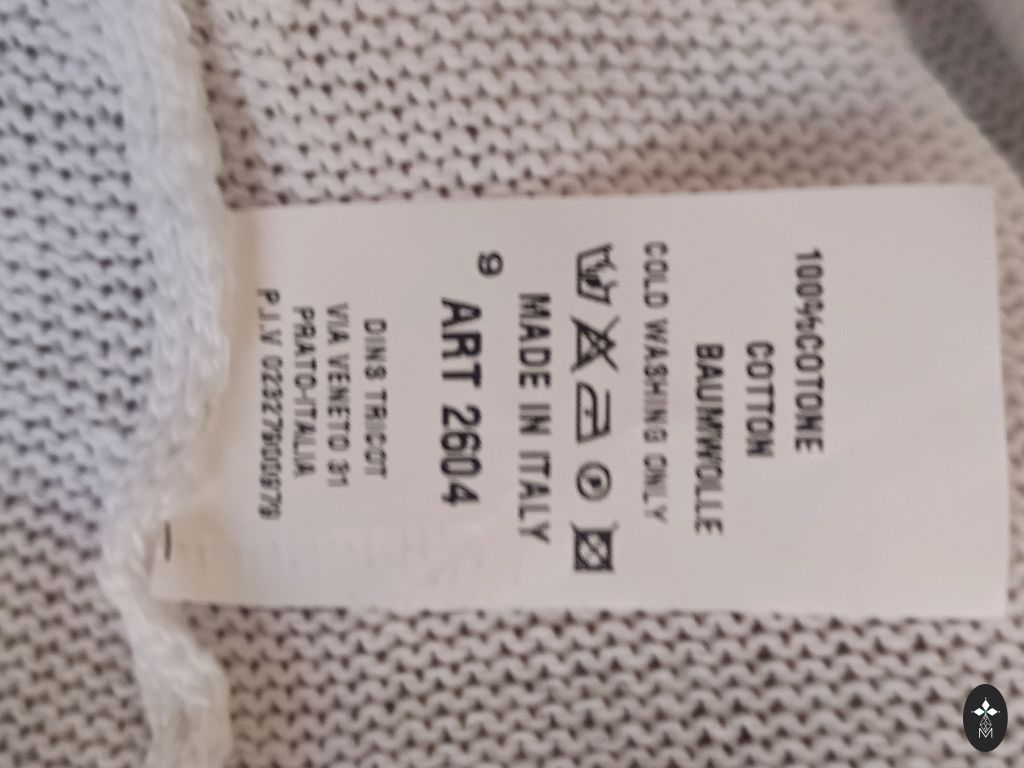 100%COTONE
COTTON
BAUMWOLLE
COLD WASHING ONLY
P
MADE IN ITALY
ART 2604
DINS TRICOT
VIA VENETO 31
PRATO-ITALIA
P.I.V 02327900979
M